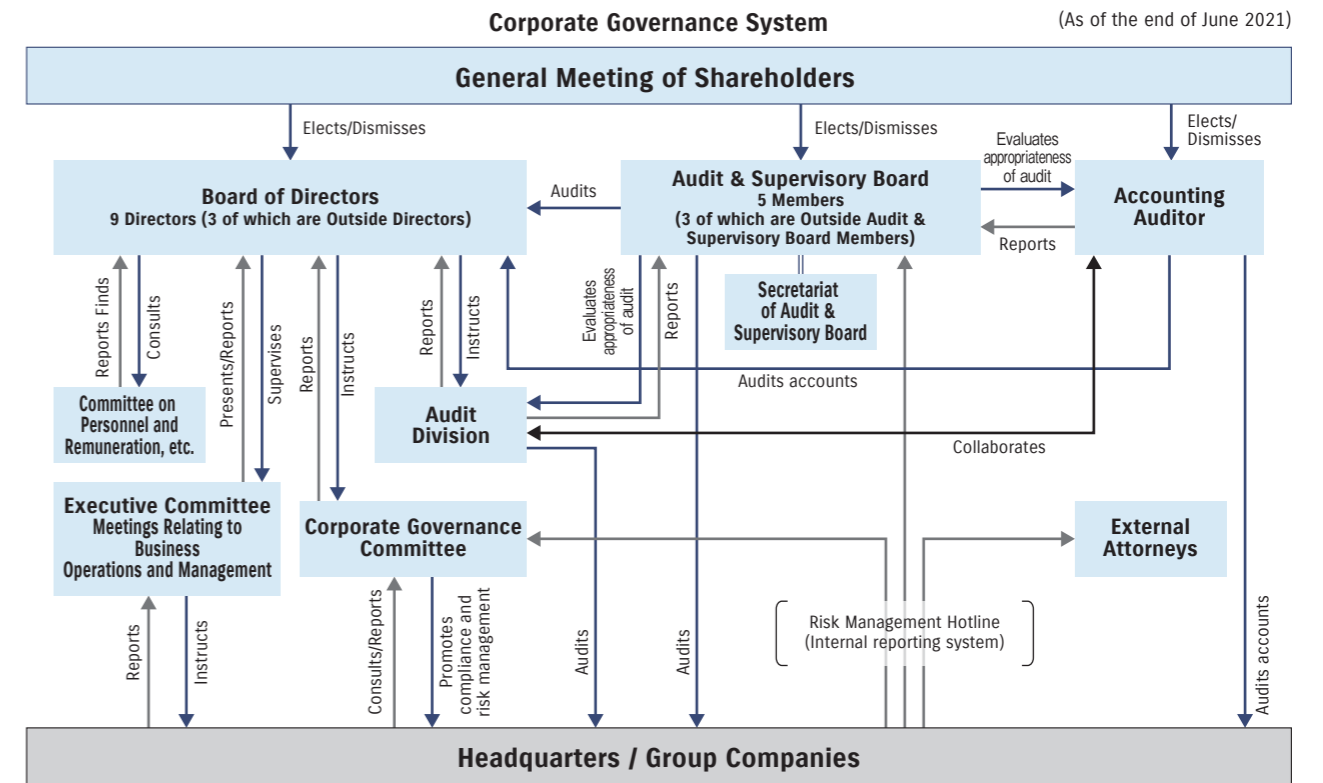 Corporate Governance System
(As of the end of June 2021)
General Meeting of Shareholders
Elects/Dismisses
Elects/Dismisses
Elects/
Dismisses
Board of Directors
9 Directors (3 of which are Outside Directors)
Audits
Audit & Supervisory Board
5 Members
(3 of which are Outside Audit &
Supervisory Board Members)
Evaluates
appropriateness
of audit
Reports
Accounting
Auditor
Reports Finds
Consults
Presents/Reports
Supervises
Reports
Instructs
Reports
Instructs
Evaluates
appropriateness
of audit
Reports
Secretariat
of Audit &
Supervisory Board
Audits accounts
Committee on
Personnel and
Remuneration, etc.
Audit
Division
Collaborates
Executive Committee
Meetings Relating to
Business
Operations and Management
Corporate Governance
Committee
External
Attorneys
Reports
Instructs
Consults/Reports
Promotes
compliance and
risk management
Audits
Audits
Risk Management Hotline
(Internal reporting system)
Audits accounts
Headquarters / Group Companies